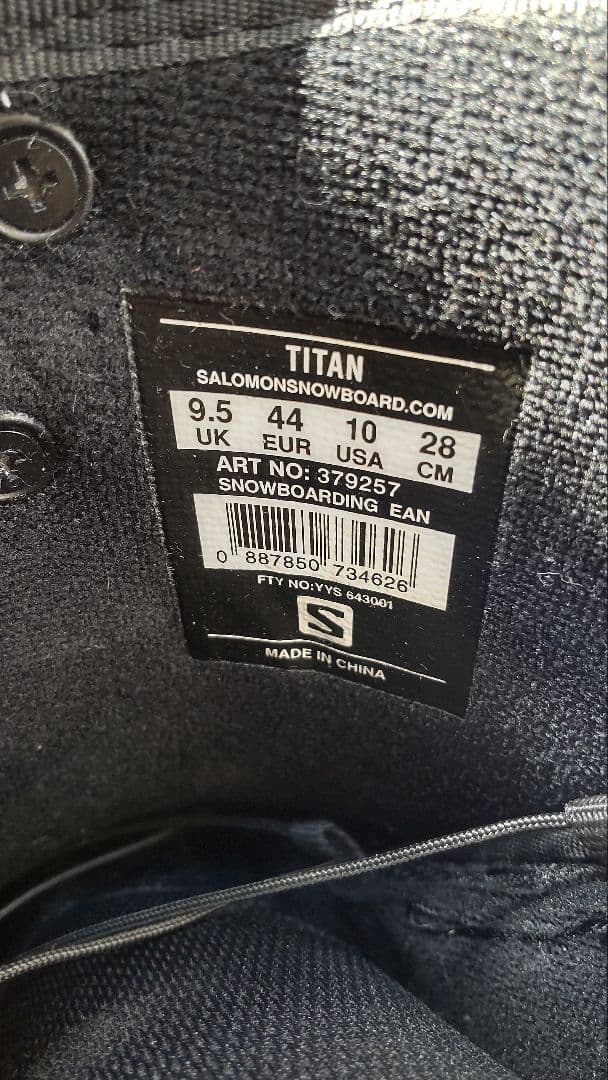 TITAN
SALOMONSNOWBOARD.COM
9.5 44 10 28
UK EUR USA CM
ART NO: 379257
SNOWBOARDING EAN
0 887850 734626
FTY NO:YYS 643001
S
MADE IN CHINA